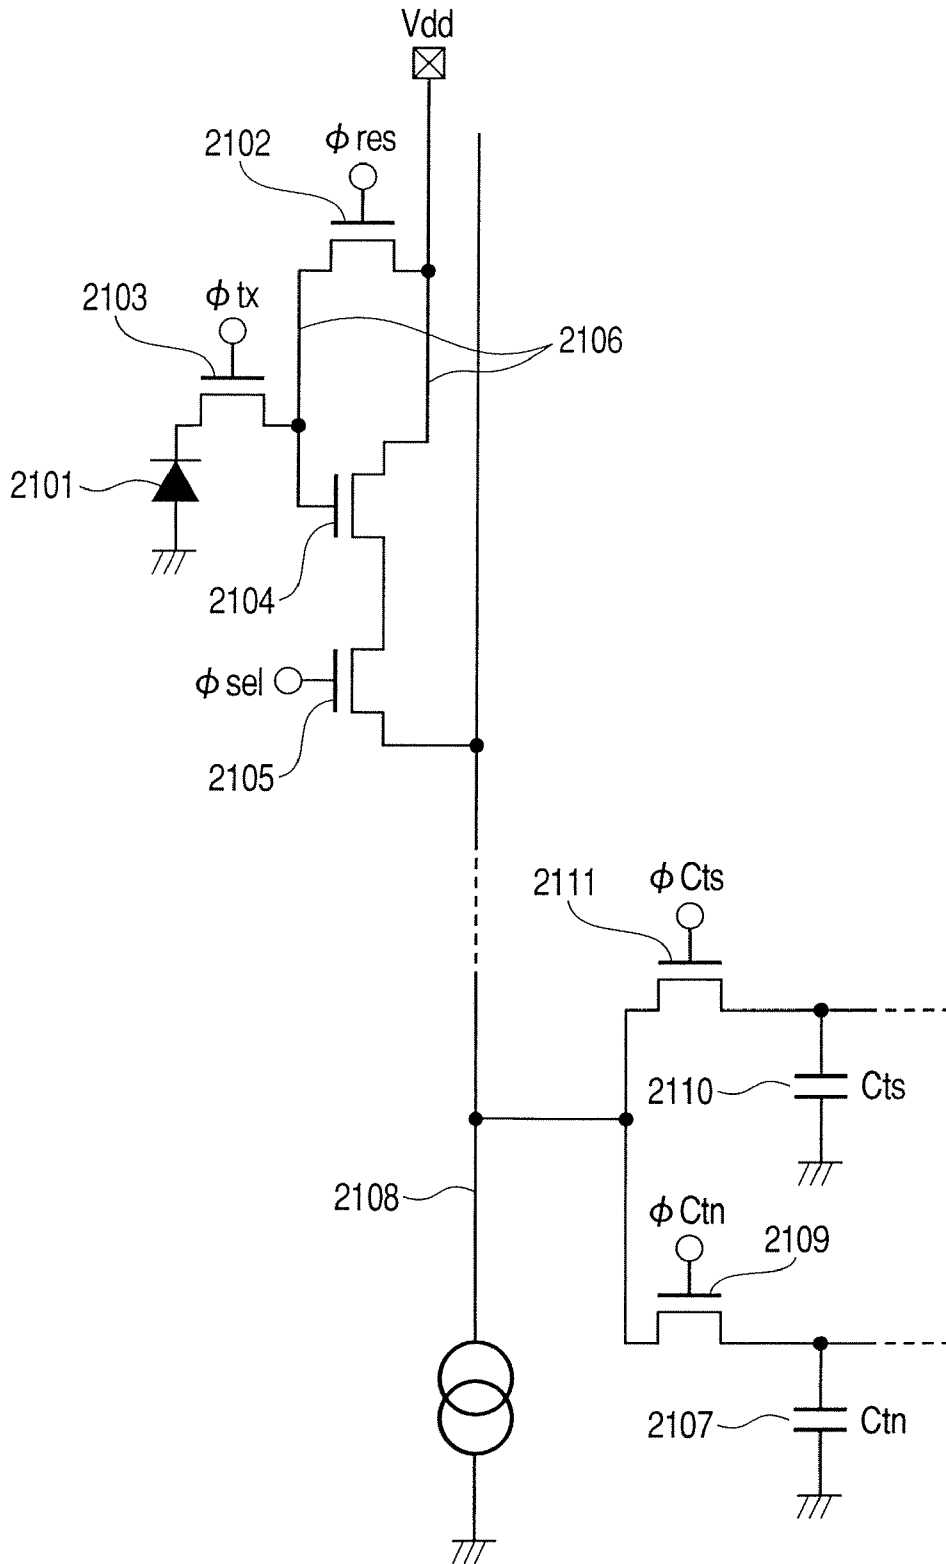 Vdd
2102
ϕ res
2103
ϕ tx
2106
2101
2104
ϕ sel
2105
2111
ϕ Cts
2110
Cts
2108
ϕ Ctn
2109
2107
Ctn